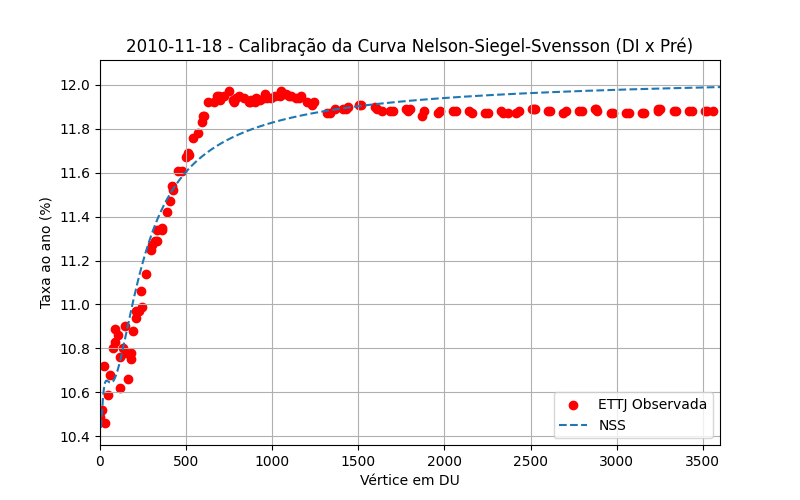 2010-11-18 - Calibração da Curva Nelson-Siegel-Svensson (DI x Pré)
Taxa ao ano (%)
12.0
11.8
11.6
11.4
11.2
11.0
10.8
10.6
10.4
ETTJ Observada
NSS
0 500 1000 1500 2000 2500 3000 3500
Vértice em DU